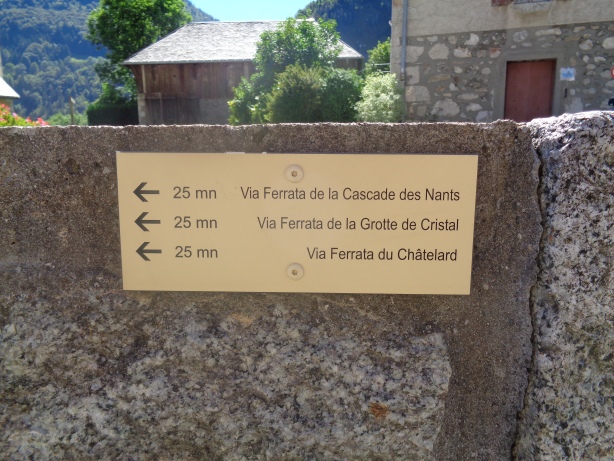 ← 25 mn Via Ferrata de la Cascade des Nants
← 25 mn Via Ferrata de la Grotte de Cristal
← 25 mn Via Ferrata du Châtelard